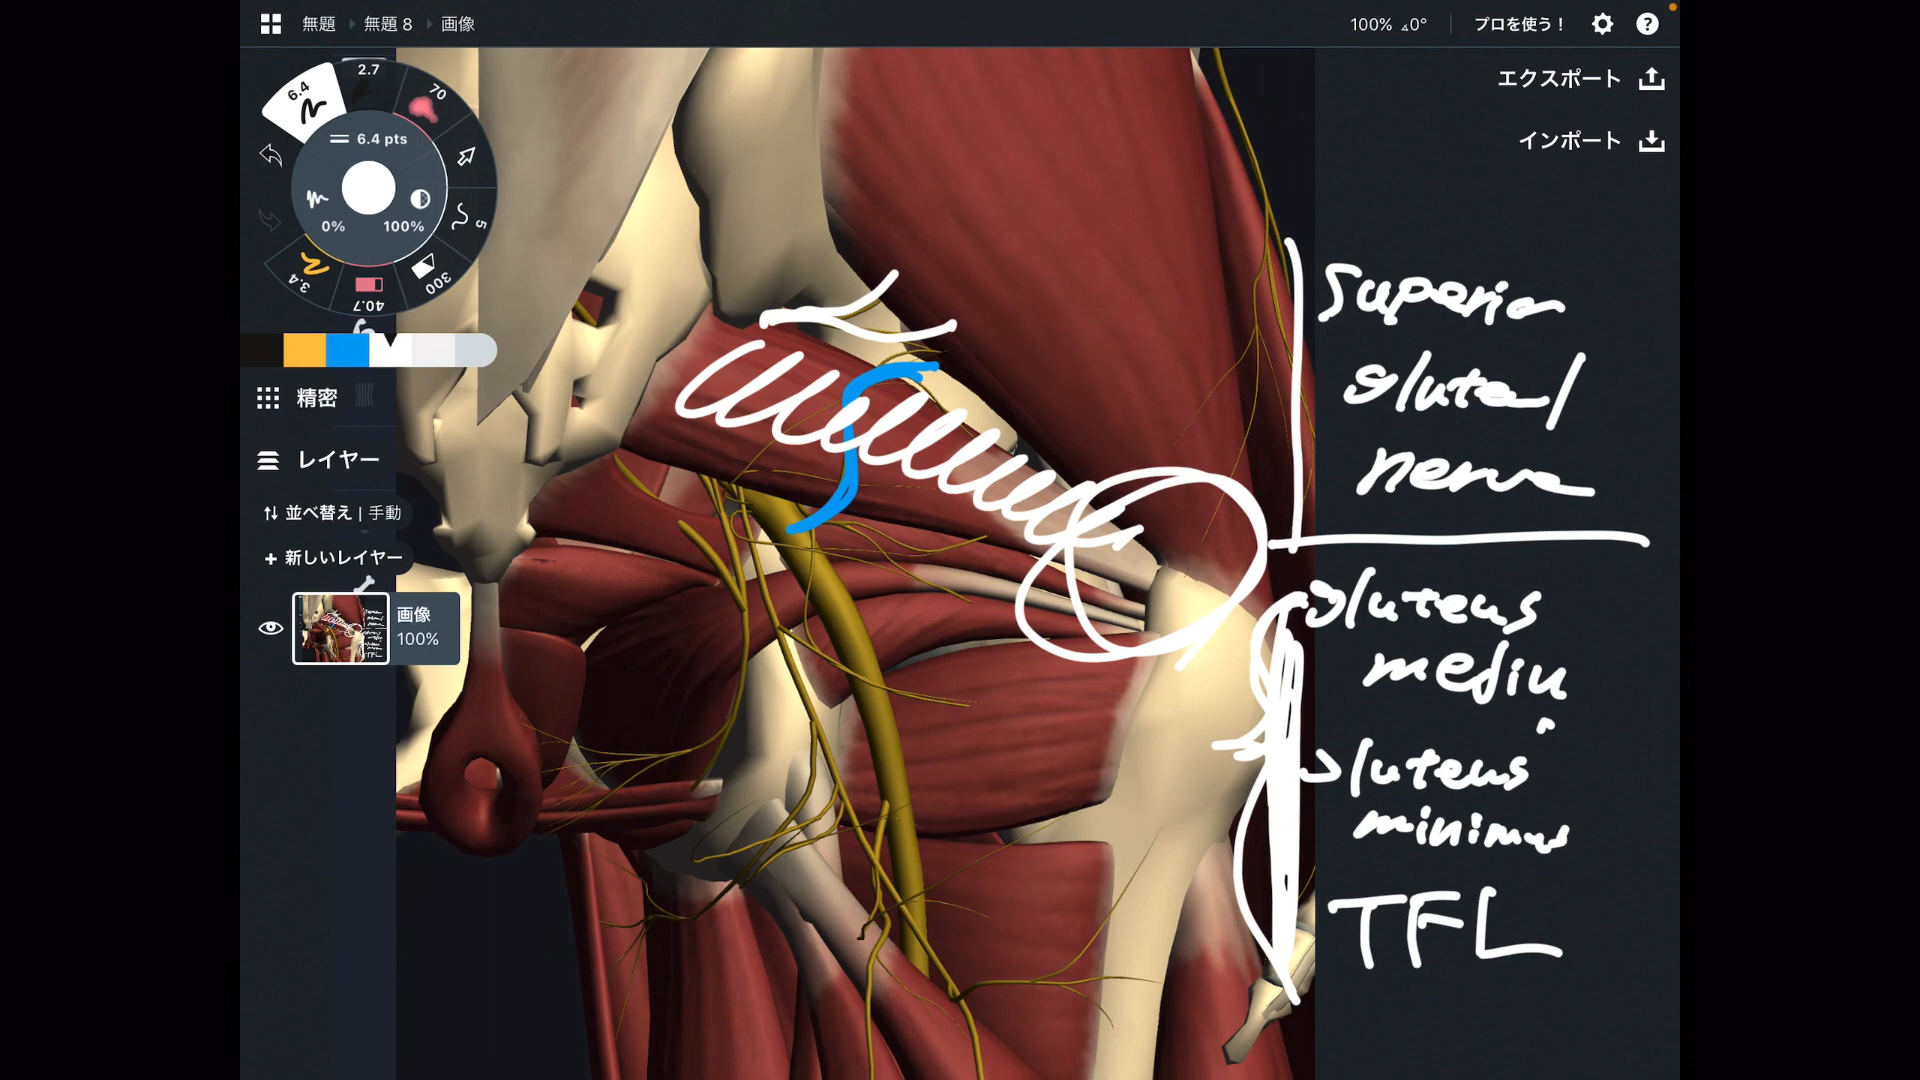 無題 無題 8 画像
100% ⊿0°
プロを使う！
エクスポート
インポート
2.7
6.4
70
6.4 pts
0%
100%
5
3.4
40.7
300
精密
レイヤー
並べ替え | 手動
+ 新しいレイヤー
画像
100%
Superior
gluteal
nerve
gluteus
mediu
gluteus
minimus
TFL